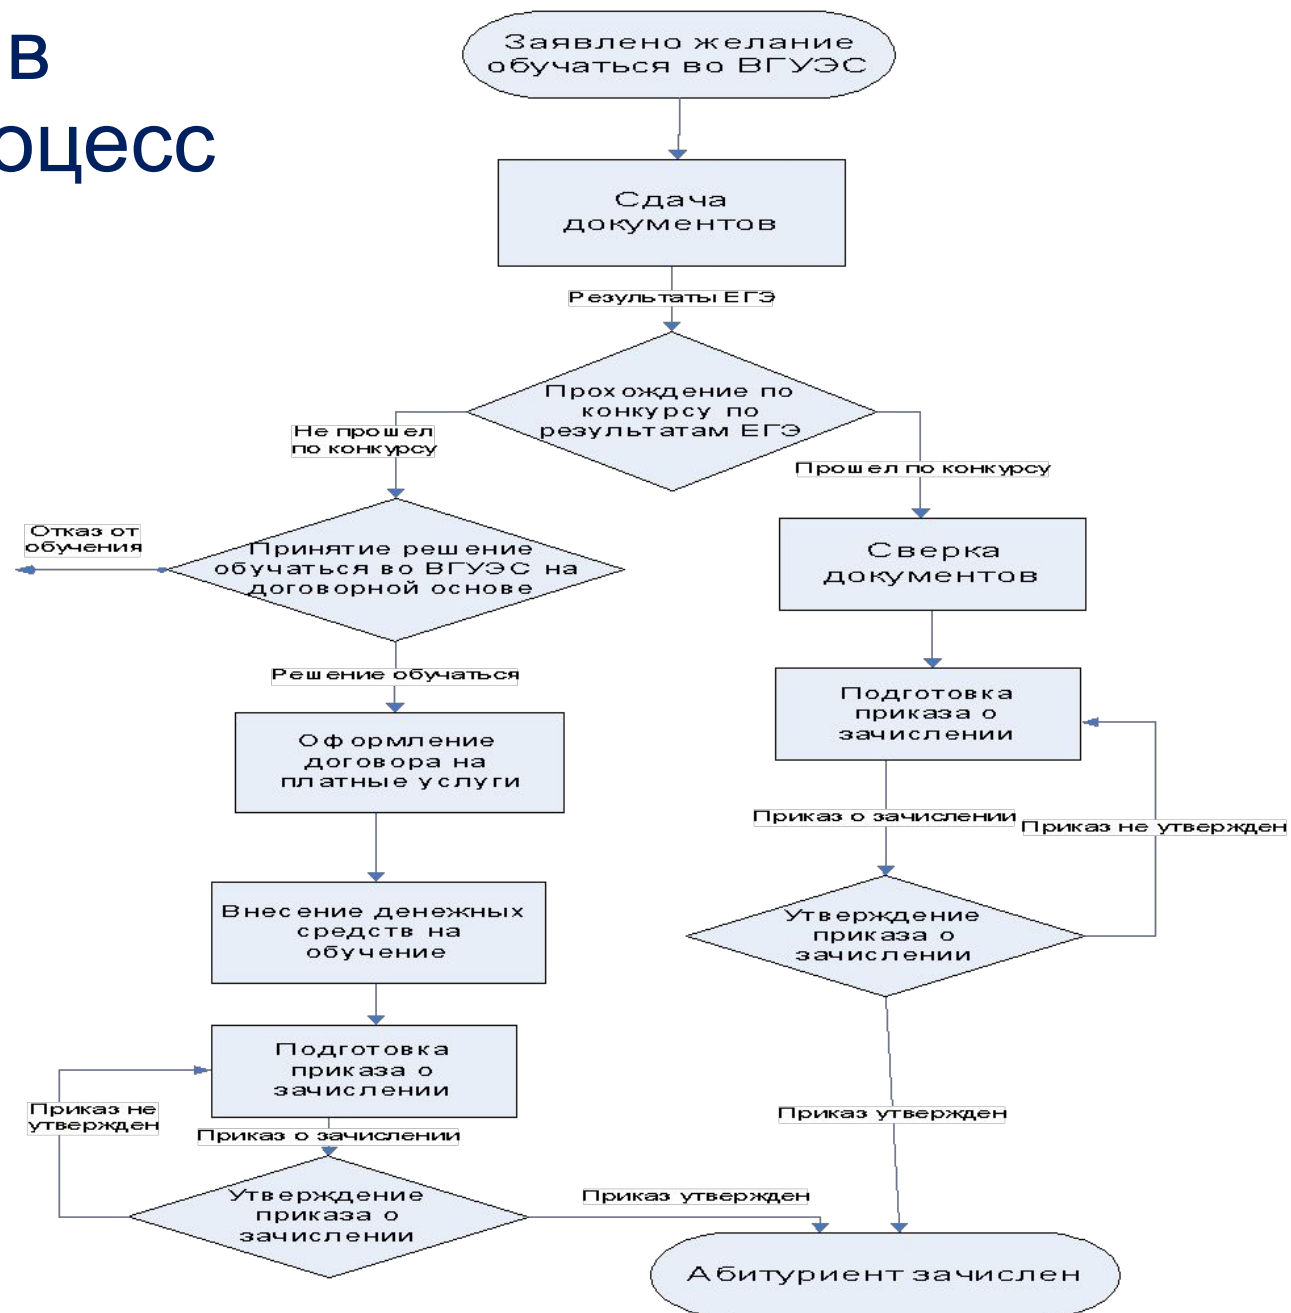 в
оцесс
Заявлено желание
обучаться во ВГУЭС
Сдача
документов
Результаты ЕГЭ
Прохождение по
конкурсу по
результатам ЕГЭ
Не прошел
по конкурсу
Прошел по конкурсу
Отказ от
обучения
Принятие решение
обучаться во ВГУЭС на
договорной основе
Сверка
документов
Решение обучаться
Подготовка
приказа о
зачислении
Оформление
договора на
платные услуги
Приказ о зачислении
Приказ не утвержден
Внесение денежных
средств на
обучение
Утверждение
приказа о
зачислении
Подготовка
приказа о
зачислении
Приказ не
утвержден
Приказ о зачислении
Приказ утвержден
Утверждение
приказа о
зачислении
Приказ утвержден
Абитуриент зачислен